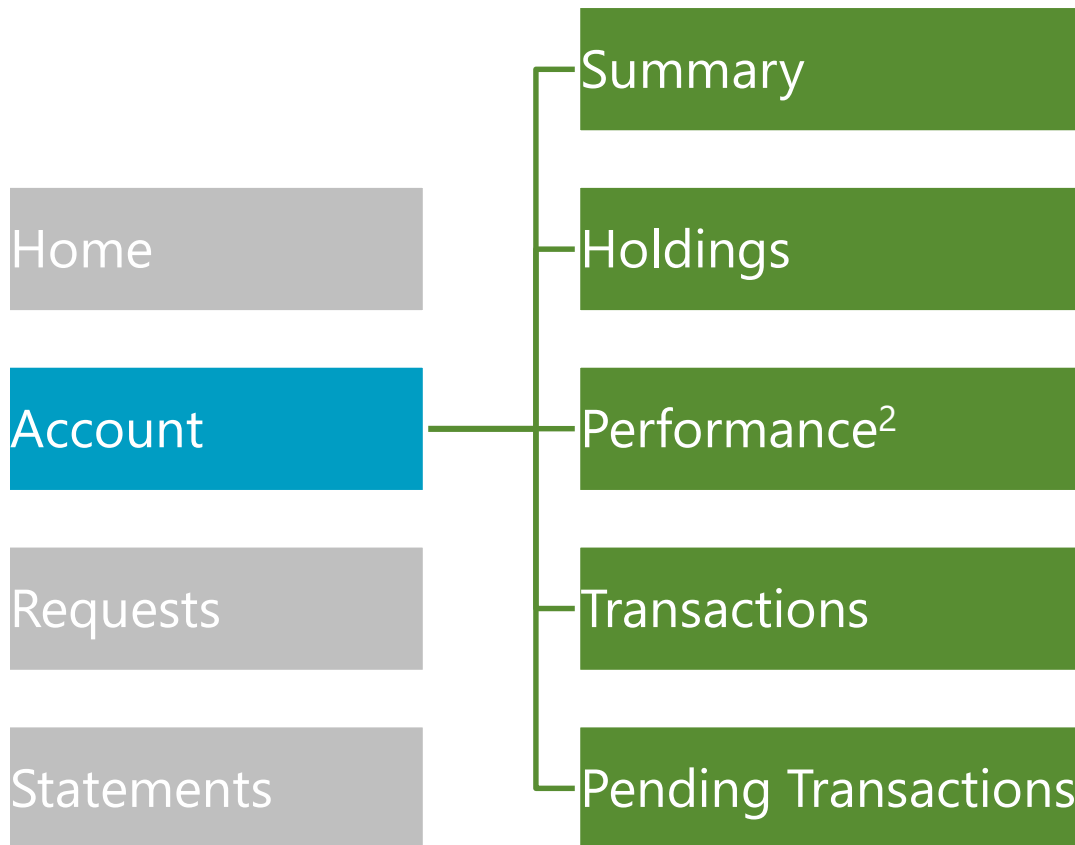 Home
Account
Requests
Statements
Summary
Holdings
Performance²
Transactions
Pending Transactions